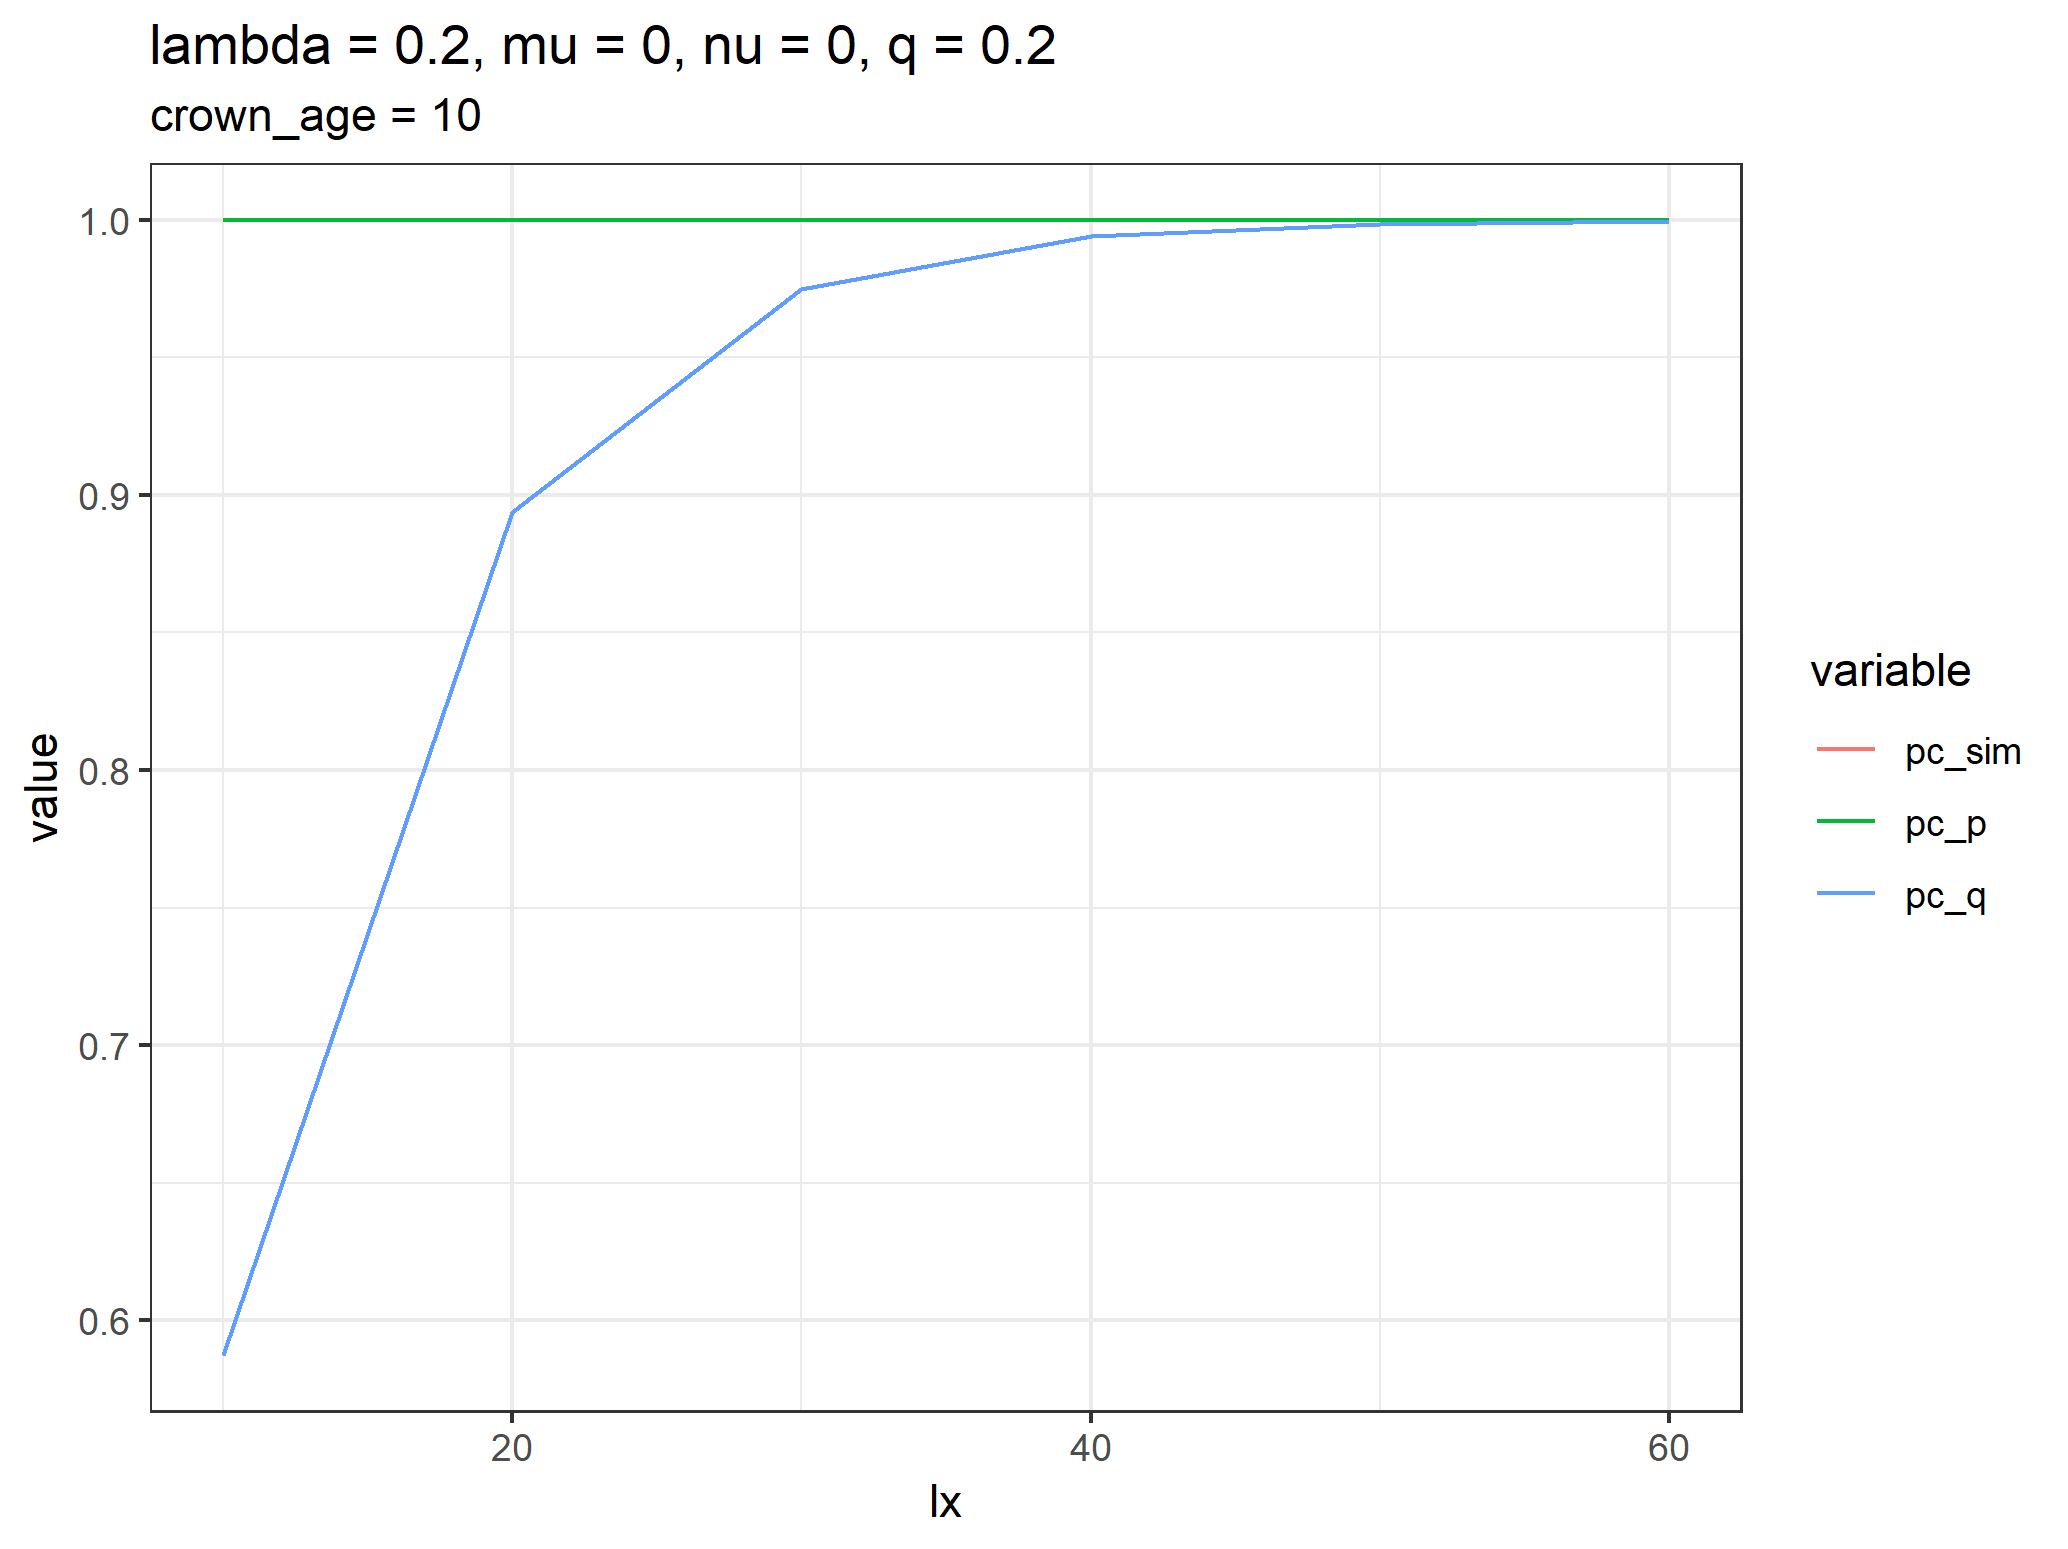 lambda = 0.2, mu = 0, nu = 0, q = 0.2
crown_age = 10
1.0
0.9
0.8
0.7
0.6
value
20
40
60
lx
variable
pc_sim
pc_p
pc_q